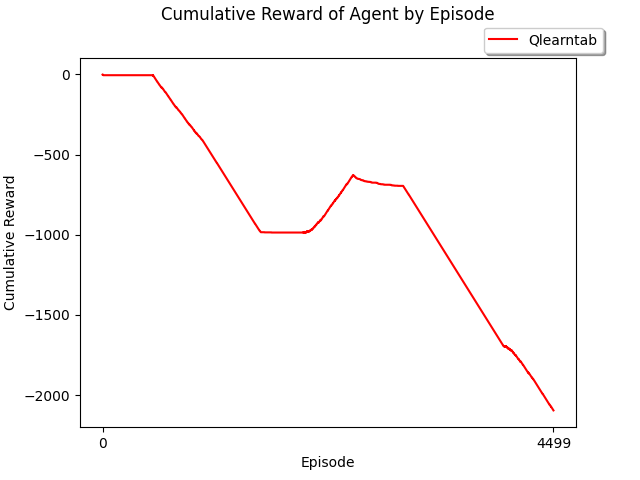 Cumulative Reward of Agent by Episode
Qlearntab
0
−500
−1000
−1500
−2000
Cumulative Reward
0
4499
Episode